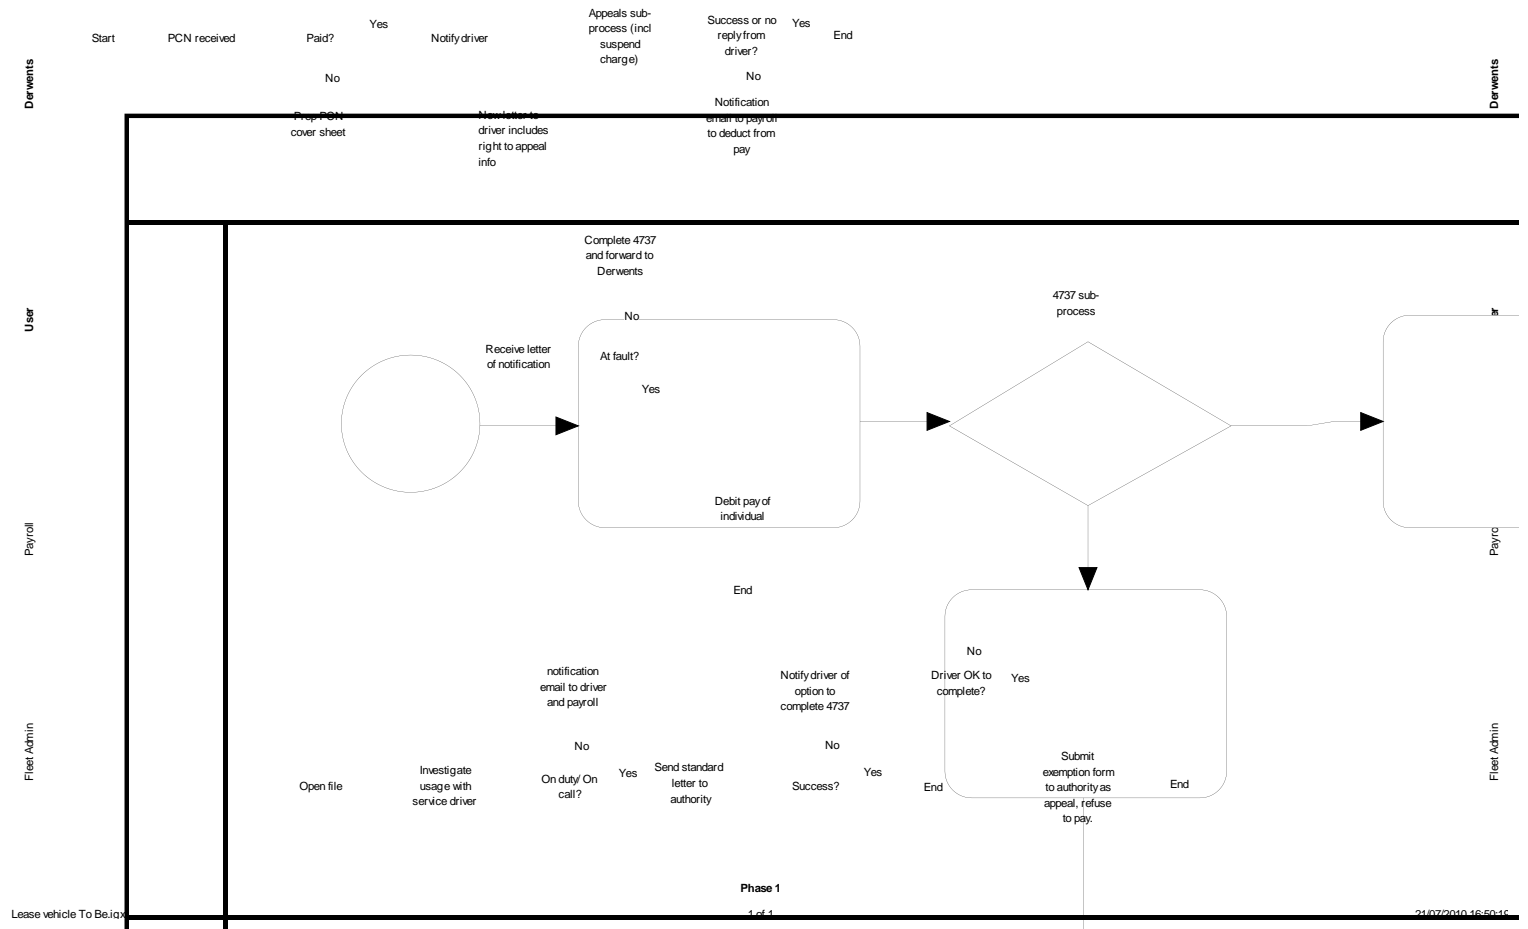 Start
PCN received
Paid?
Yes
Notify driver
Appeals sub-
process (incl
suspend
charge)
Success or no
reply from
driver?
Yes
End
No
No
Derwents
Derwents
Prep PCN
cover sheet
New letter to
driver includes
right to appeal
info
Notification
email to payroll
to deduct from
pay
Complete 4737
and forward to
Derwents
User
er
No
4737 sub-
process
Receive letter
of notification
At fault?
Yes
Debit pay of
individual
Payroll
Payro
End
notification
email to driver
and payroll
Notify driver of
option to
complete 4737
No
Driver OK to
complete?
Yes
Fleet Admin
Fleet Admin
No
No
Open file
Investigate
usage with
service driver
On duty/ On
call?
Yes
Send standard
letter to
authority
Success?
Yes
End
Submit
exemption form
to authority as
appeal, refuse
to pay.
End
Phase 1
Lease vehicle To Be.igx
1 of 1
21/07/2010 16:50:19